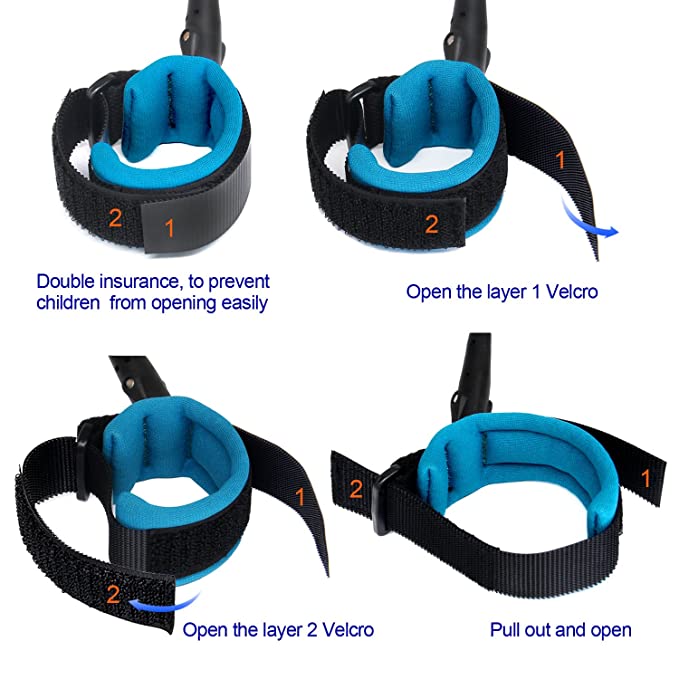 2
1
1
2
Double insurance, to prevent
children from opening easily
Open the layer 1 Velcro
2
1
2
1
2
Open the layer 2 Velcro
Pull out and open